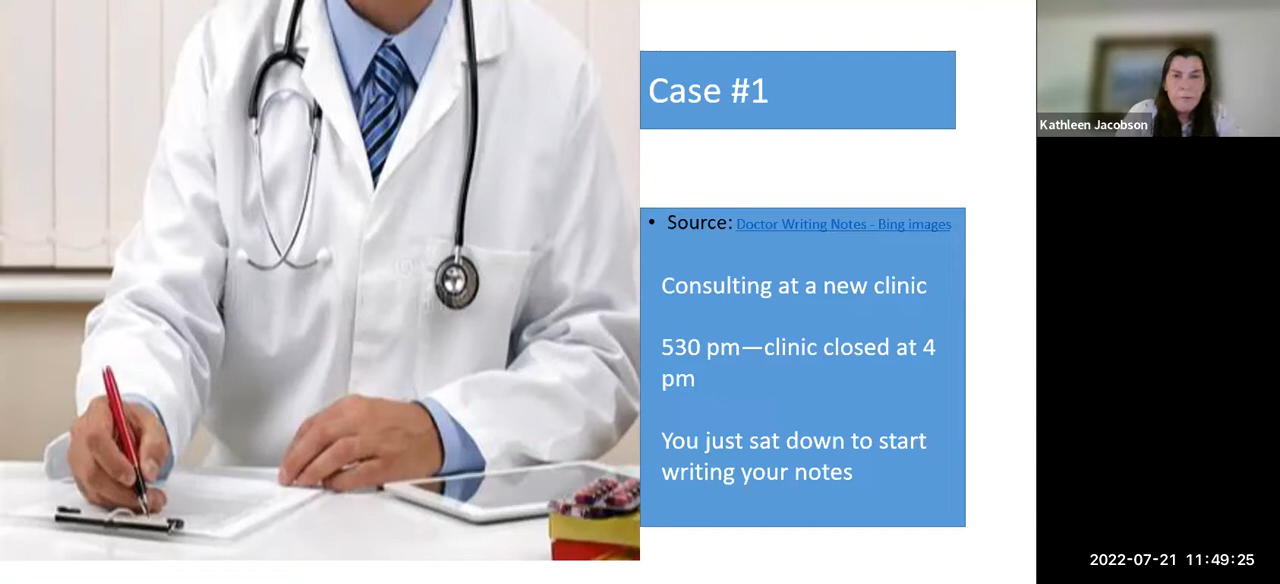 Case #1
• Source: Doctor Writing Notes - Bing images
Consulting at a new clinic
530 pm—clinic closed at 4
pm
You just sat down to start
writing your notes
Kathleen Jacobson
2022-07-21 11:49:25